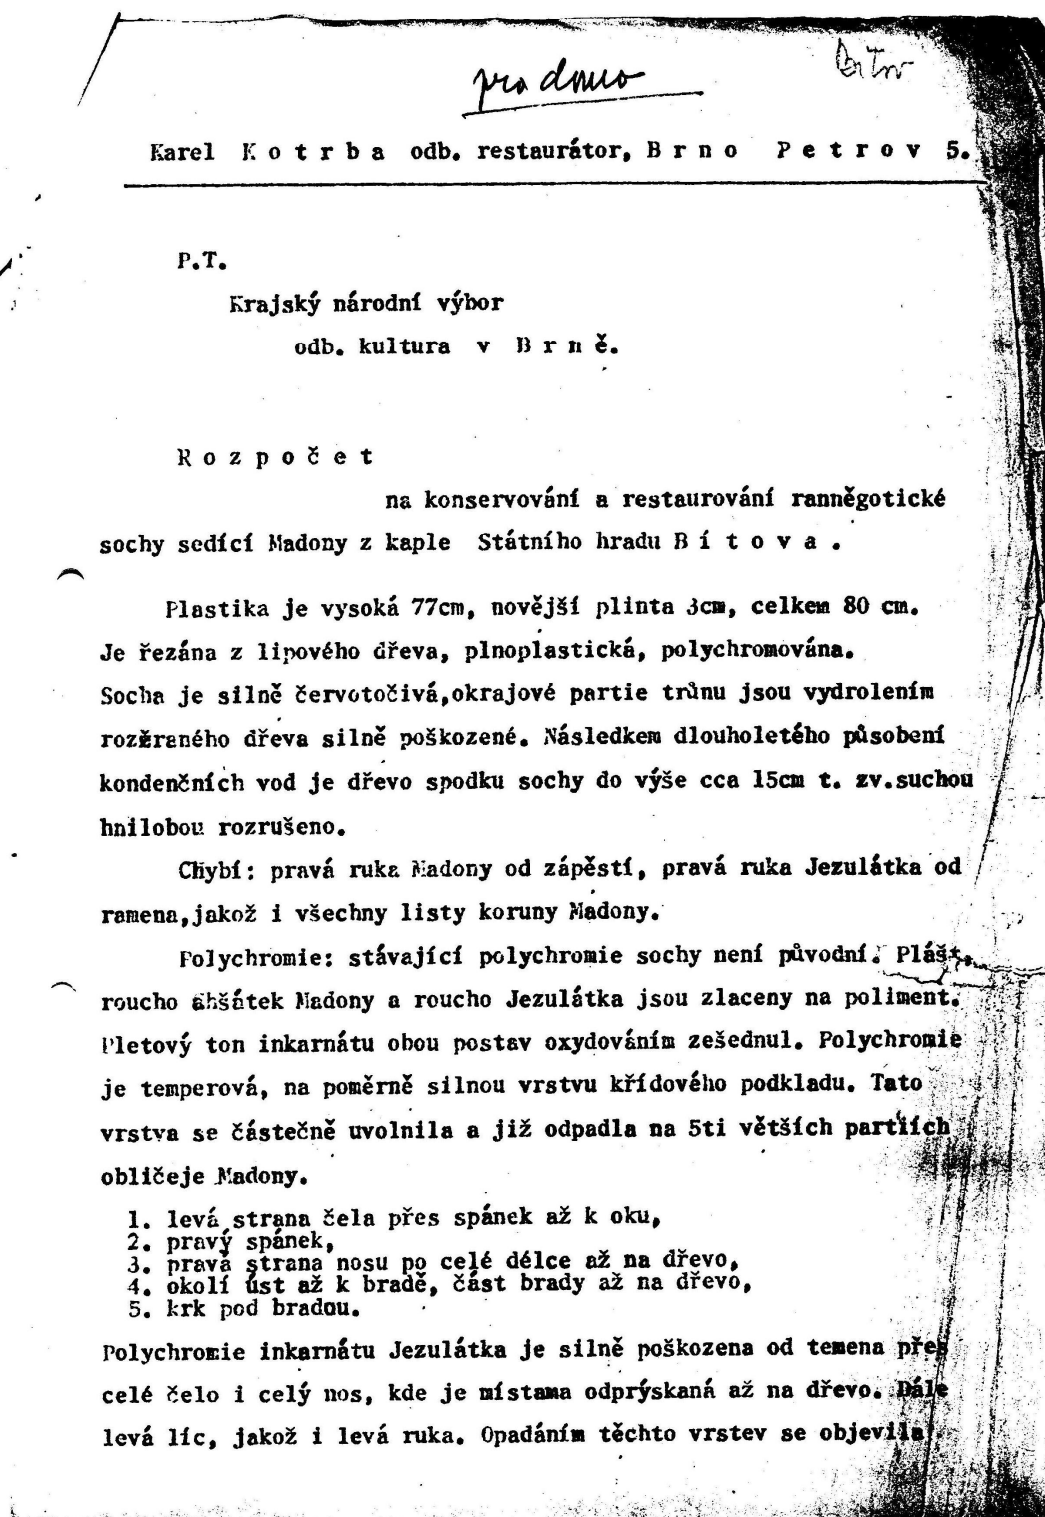 pro domo
Bítov
Karel K o t r b a odb. restaurátor, B r n o  P e t r o v 5.
P.T.
Krajský národní výbor
odb. kultura v B r n ě.
R o z p o č e t
na konservování a restaurování ranněgotické
sochy sedící Madony z kaple Státního hradu B í t o v a .
Plastika je vysoká 77cm, novější plinta 3cm, celkem 80 cm.
Je řezána z lipového dřeva, plnoplastická, polychromována.
Socha je silně červotočivá,okrajové partie trůnu jsou vydrolením
rozžraného dřeva silně poškozené. Následkem dlouholetého působení
kondenčních vod je dřevo spodku sochy do výše cca 15cm t. zv.suchou
hnilobou rozrušeno.
Chybí: pravá ruka Madony od zápěstí, pravá ruka Jezulátka od
ramena,jakož i všechny listy koruny Madony.
Polychromie: stávající polychromie sochy není původní. Plášt,
roucho šátek Madony a roucho Jezulátka jsou zlaceny na poliment.
Pletový ton inkarnátu obou postav oxydováním zešednul. Polychromie
je temperová, na poměrně silnou vrstvu křídového podkladu. Tato
vrstva se částečně uvolnila a již odpadla na 5ti větších partiích
obličeje Madony.
1. levá strana čela přes spánek až k oku,
2. pravý spánek,
3. pravá strana nosu po celé délce až na dřevo,
4. okolí úst až k bradě, část brady až na dřevo,
5. krk pod bradou.
Polychromie inkarnátu Jezulátka je silně poškozena od temena přes
celé čelo i celý nos, kde je místama odprýskaná až na dřevo. Dále
levá líc, jakož i levá ruka. Opadáním těchto vrstev se objevila